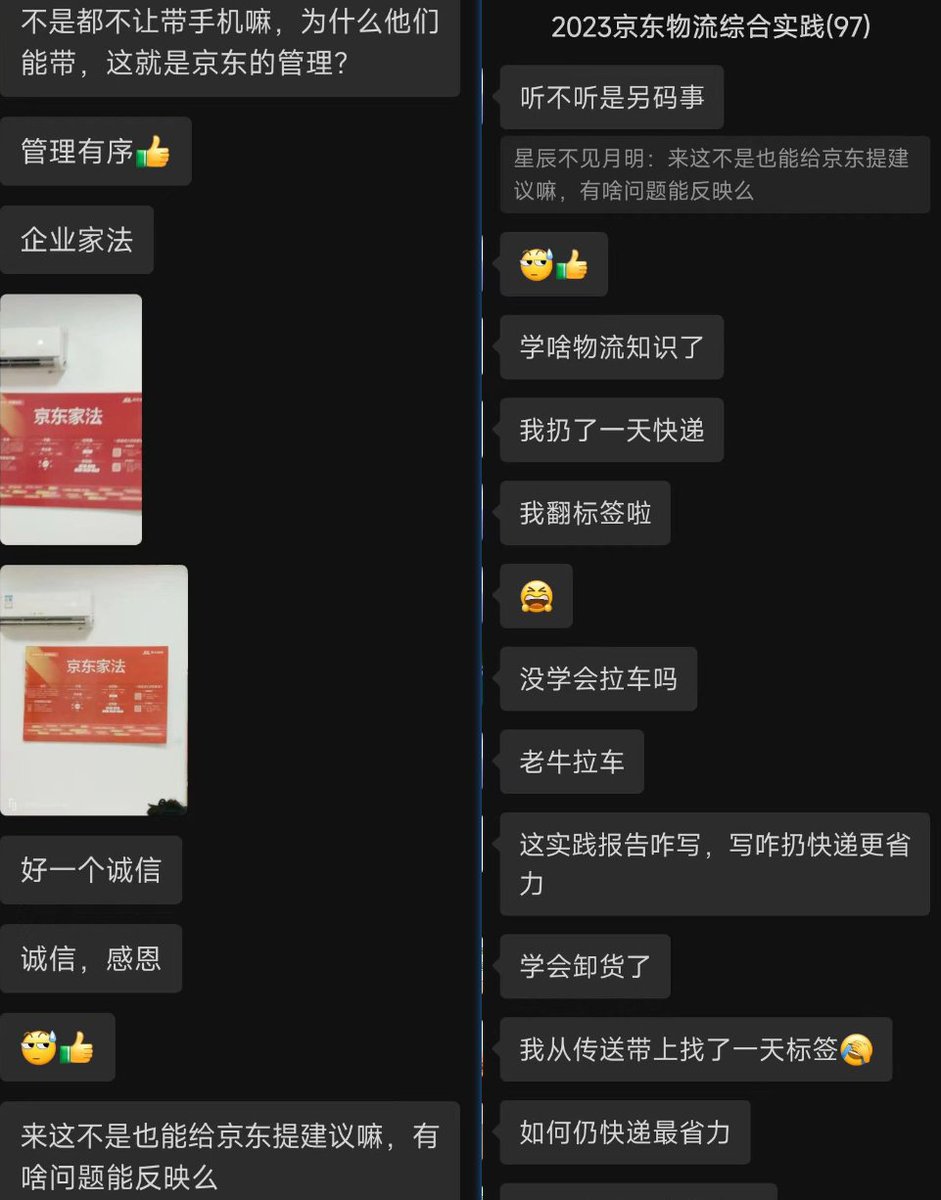 不是都不让带手机嘛，为什么他们
能带，这就是京东的管理？
管理有序
企业家法
京东家法
京东家法
好一个诚信
诚信，感恩
来这不是也能给京东提建议嘛，有
啥问题能反映么
2023京东物流综合实践(97)
听不听是另码事
星辰不见月明：来这不是也能给京东提建
议嘛，有啥问题能反映么
学啥物流知识了
我扔了一天快递
我翻标签啦
没学会拉车吗
老牛拉车
这实践报告咋写，写咋扔快递更省
力
学会卸货了
我从传送带上找了一天标签
如何仍快递最省力